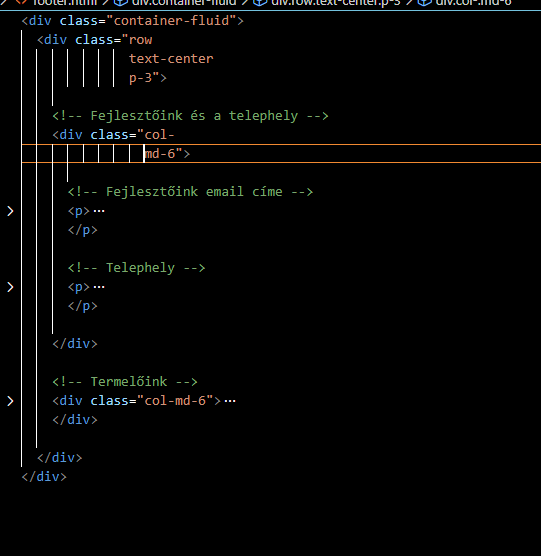 footer.html > div.container-fluid > div.row.text-center.p-3 > div.col-.md-6
<div class="container-fluid">
<div class="row
text-center
p-3">
<!-- Fejlesztőink és a telephely -->
<div class="col-
md-6">
<!-- Fejlesztőink email címe -->
<p>…
</p>
<!-- Telephely -->
<p>…
</p>
</div>
<!-- Termelőink -->
<div class="col-md-6">…
</div>
</div>
</div>